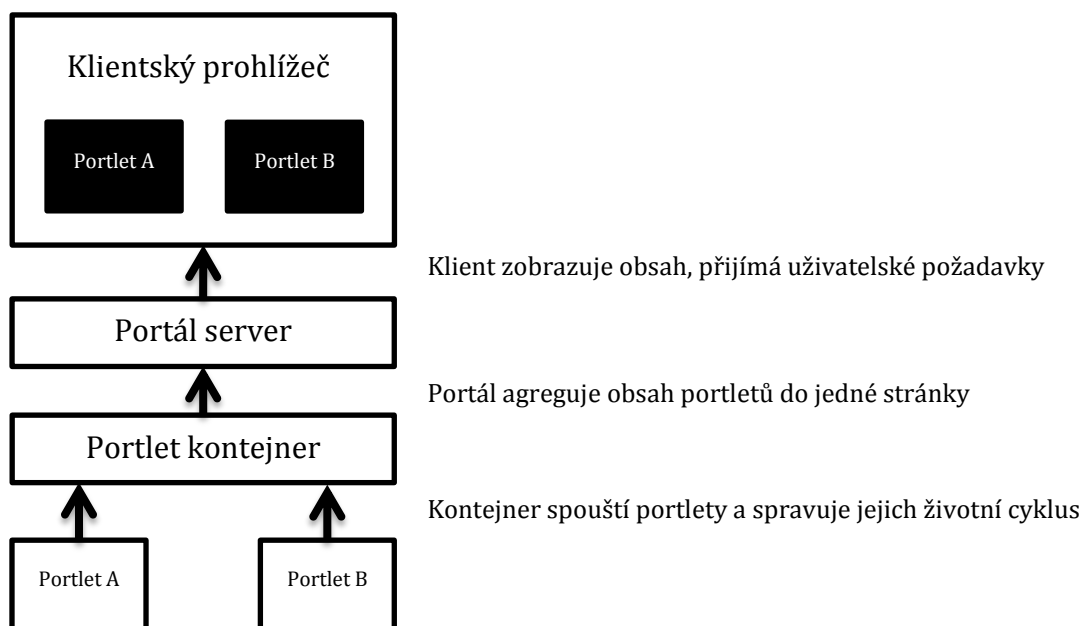 Klientský prohlížeč
Portlet A
Portlet B
Klient zobrazuje obsah, přijímá uživatelské požadavky
Portál server
Portál agreguje obsah portletů do jedné stránky
Portlet kontejner
Kontejner spouští portlety a spravuje jejich životní cyklus
Portlet A
Portlet B